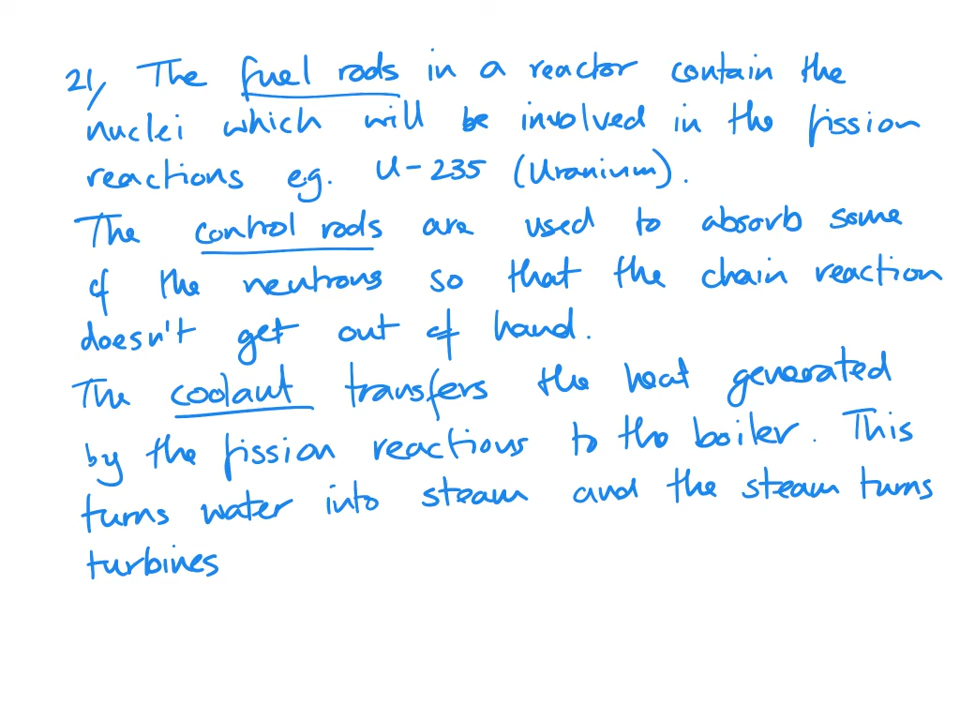 21/ The fuel rods in a reactor contain the
nuclei which will be involved in the fission
reactions e.g. U-235 (Uranium).
The control rods are used to absorb some
of the neutrons so that the chain reaction
doesn't get out of hand.
The coolant transfers the heat generated
by the fission reactions to the boiler. This
turns water into steam and the steam turns
turbines